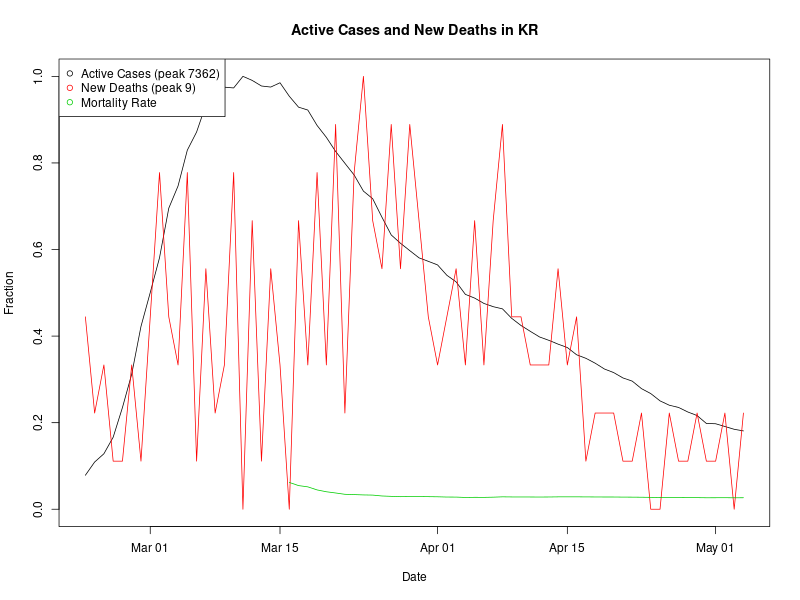 Active Cases and New Deaths in KR
Active Cases (peak 7362)
New Deaths (peak 9)
Mortality Rate
1.0
0.8
0.6
0.4
0.2
0.0
Fraction
Mar 01
Mar 15
Apr 01
Apr 15
May 01
Date